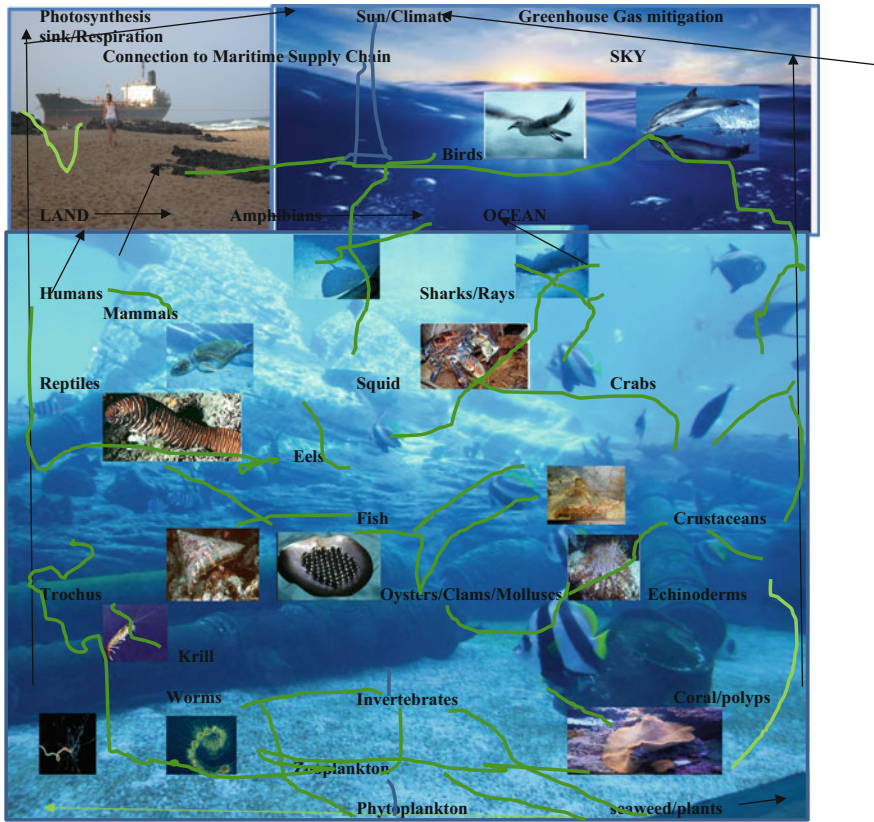 Photosynthesis
sink/Respiration
Sun/Climate
Greenhouse Gas mitigation
Connection to Maritime Supply Chain
SKY
Birds
LAND
Amphibians
OCEAN
Humans
Sharks/Rays
Mammals
Reptiles
Squid
Crabs
Eels
Fish
Crustaceans
Trochus
Oysters/Clams/Molluscs
Echinoderms
Krill
Worms
Invertebrates
Coral/polyps
Zooplankton
Phytoplankton
seaweed/plants